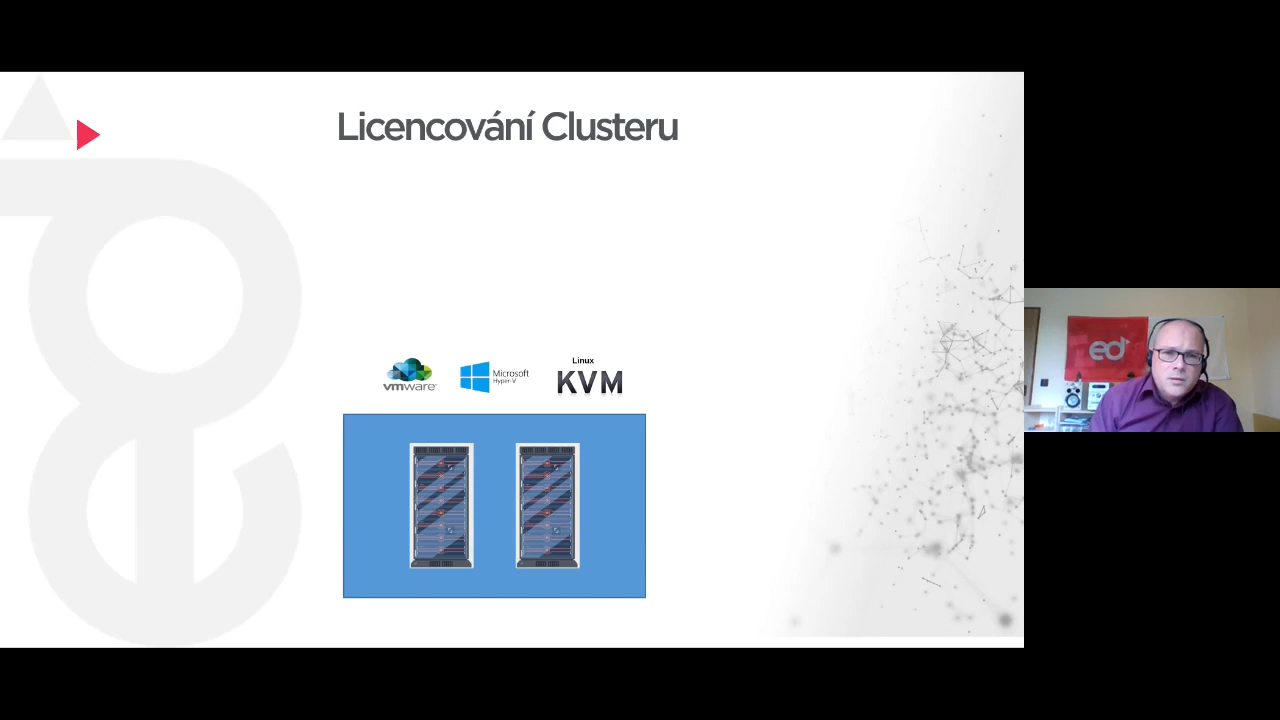 Licencování Clusteru
vmware
Microsoft
Hyper-V
Linux
KVM
ed